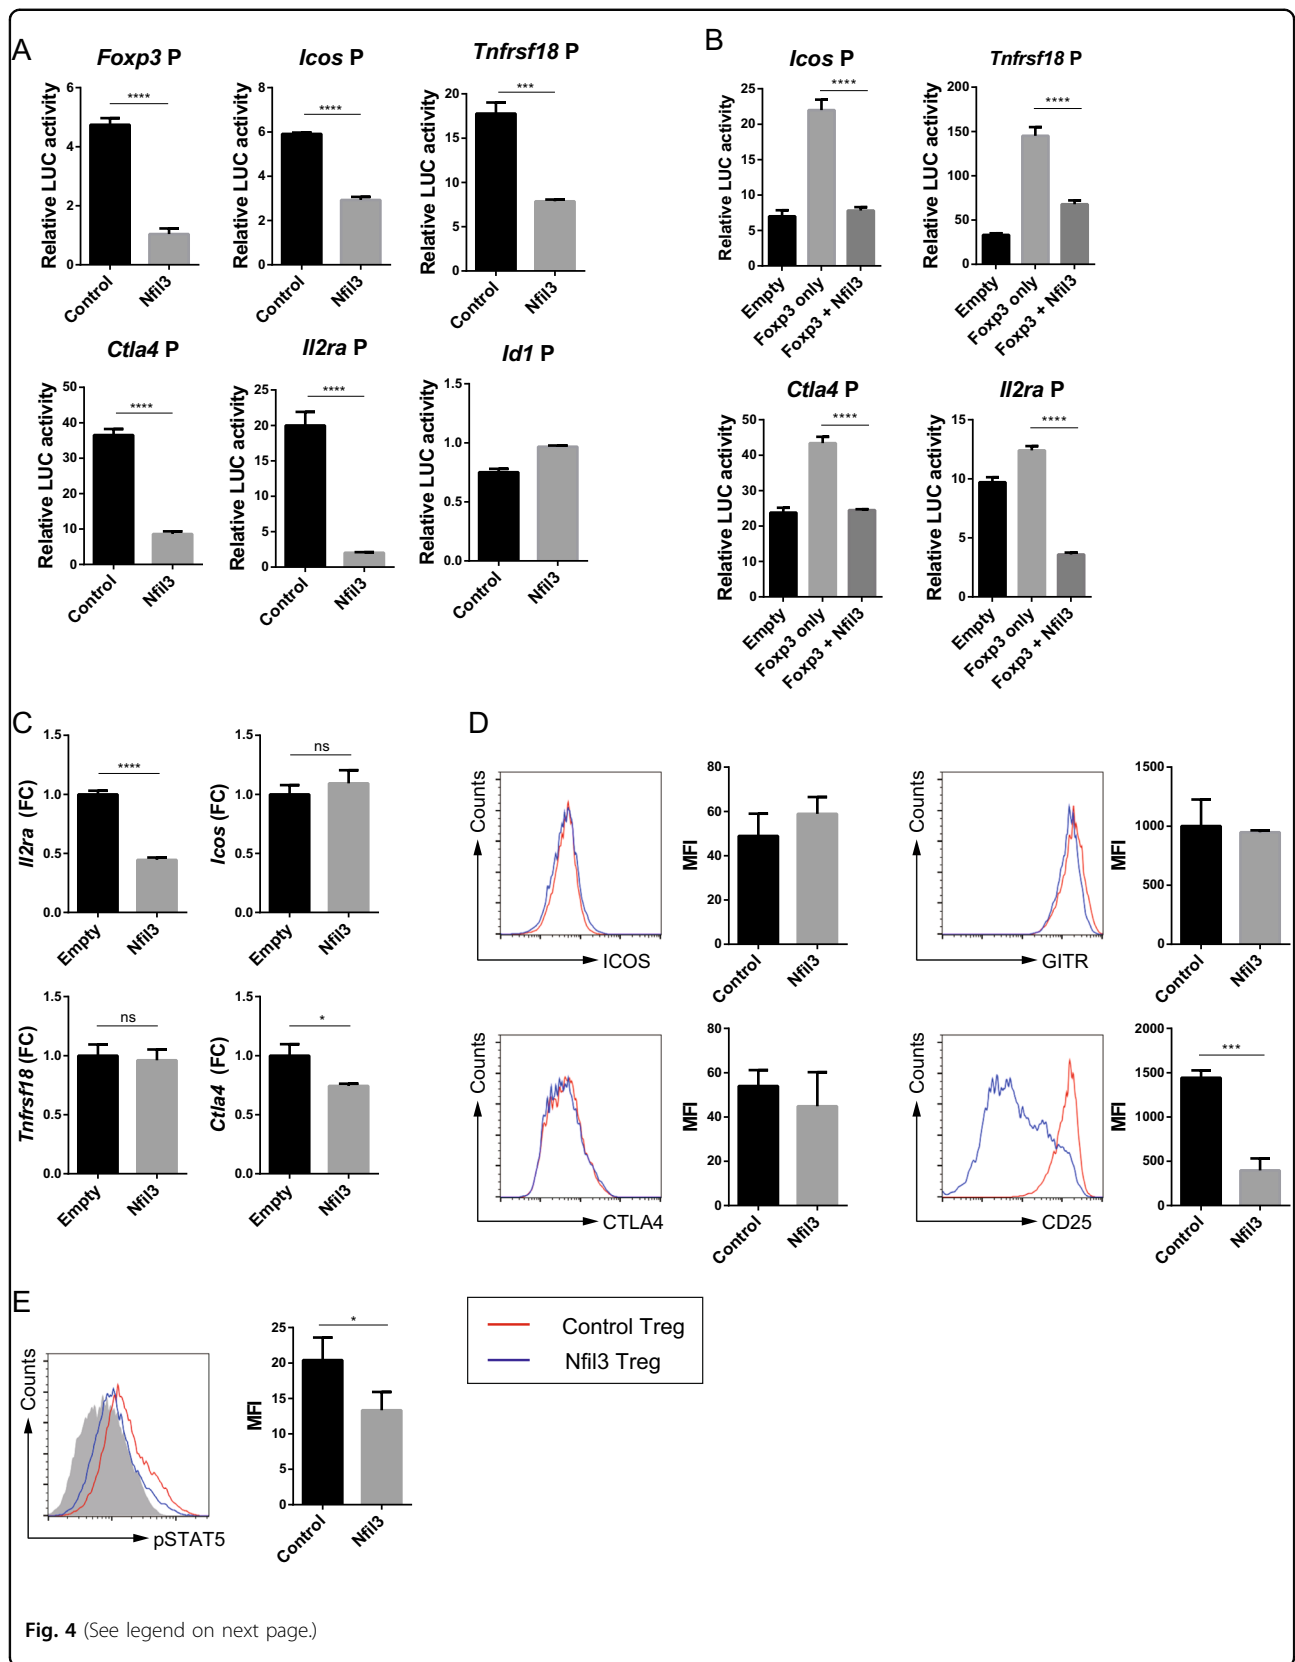 A
Foxp3 P
Relative LUC activity
6
4
2
0
Control
Nfil3
****
Icos P
Relative LUC activity
8
6
4
2
0
Control
Nfil3
****
Tnfrsf18 P
Relative LUC activity
20
15
10
5
0
Control
Nfil3
***
Ctla4 P
Relative LUC activity
50
40
30
20
10
0
Control
Nfil3
****
Il2ra P
Relative LUC activity
25
20
15
10
5
0
Control
Nfil3
****
Id1 P
Relative LUC activity
1.5
1.0
0.5
0.0
Control
Nfil3
B
Icos P
Relative LUC activity
25
20
15
10
5
0
Empty
Foxp3 only
Foxp3 + Nfil3
****
Tnfrsf18 P
Relative LUC activity
200
150
100
50
0
Empty
Foxp3 only
Foxp3 + Nfil3
****
Ctla4 P
Relative LUC activity
50
40
30
20
10
0
Empty
Foxp3 only
Foxp3 + Nfil3
****
Il2ra P
Relative LUC activity
15
10
5
0
Empty
Foxp3 only
Foxp3 + Nfil3
****
C
Il2ra (FC)
1.5
1.0
0.5
0.0
Empty
Nfil3
****
Icos (FC)
1.5
1.0
0.5
0.0
Empty
Nfil3
ns
Tnfrsf18 (FC)
1.5
1.0
0.5
0.0
Empty
Nfil3
ns
Ctla4 (FC)
1.5
1.0
0.5
0.0
Empty
Nfil3
*
D
Counts
ICOS
MFI
80
60
40
20
0
Control
Nfil3
Counts
GITR
MFI
1500
1000
500
0
Control
Nfil3
Counts
CTLA4
MFI
80
60
40
20
0
Control
Nfil3
Counts
CD25
MFI
2000
1500
1000
500
0
Control
Nfil3
***
E
Counts
pSTAT5
MFI
25
20
15
10
5
0
Control
Nfil3
*
Control Treg
Nfil3 Treg
Fig. 4 (See legend on next page.)